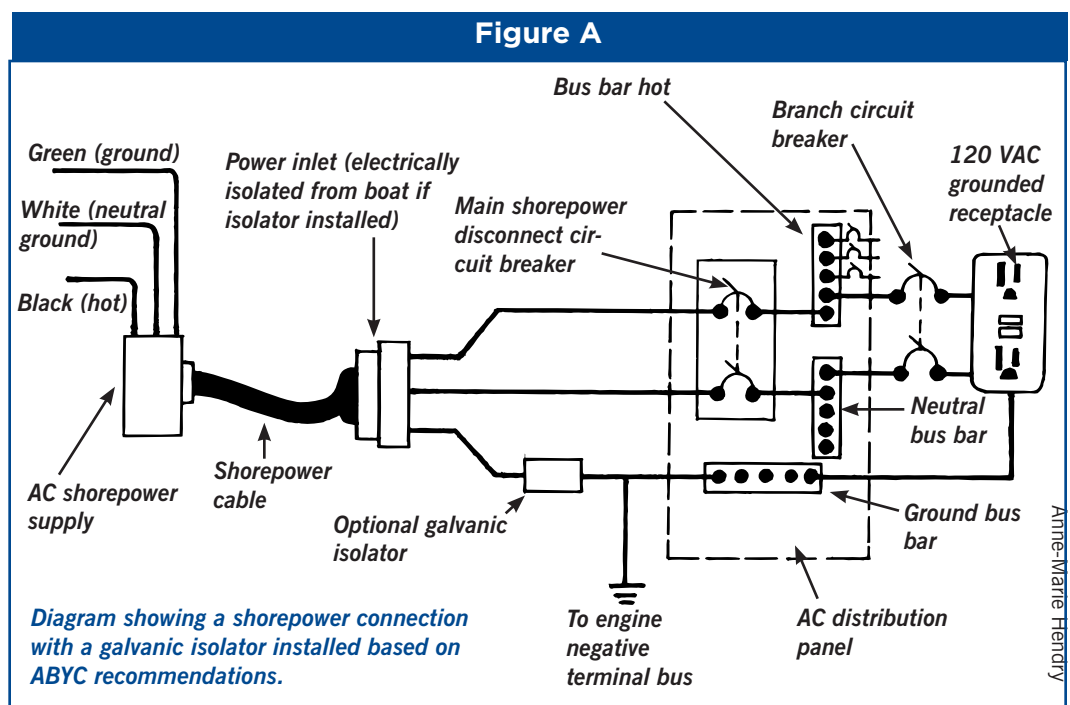 Figure A
Bus bar hot
Branch circuit
breaker
Green (ground)
Power inlet (electrically
isolated from boat if
isolator installed)
120 VAC
grounded
receptacle
White (neutral
ground)
Main shorepower
disconnect cir-
cuit breaker
Black (hot)
Neutral
bus bar
AC shorepower
supply
Shorepower
cable
Optional galvanic
isolator
Ground bus
bar
To engine
negative
terminal bus
AC distribution
panel
Diagram showing a shorepower connection
with a galvanic isolator installed based on
ABYC recommendations.
Anne-Marie Hendry